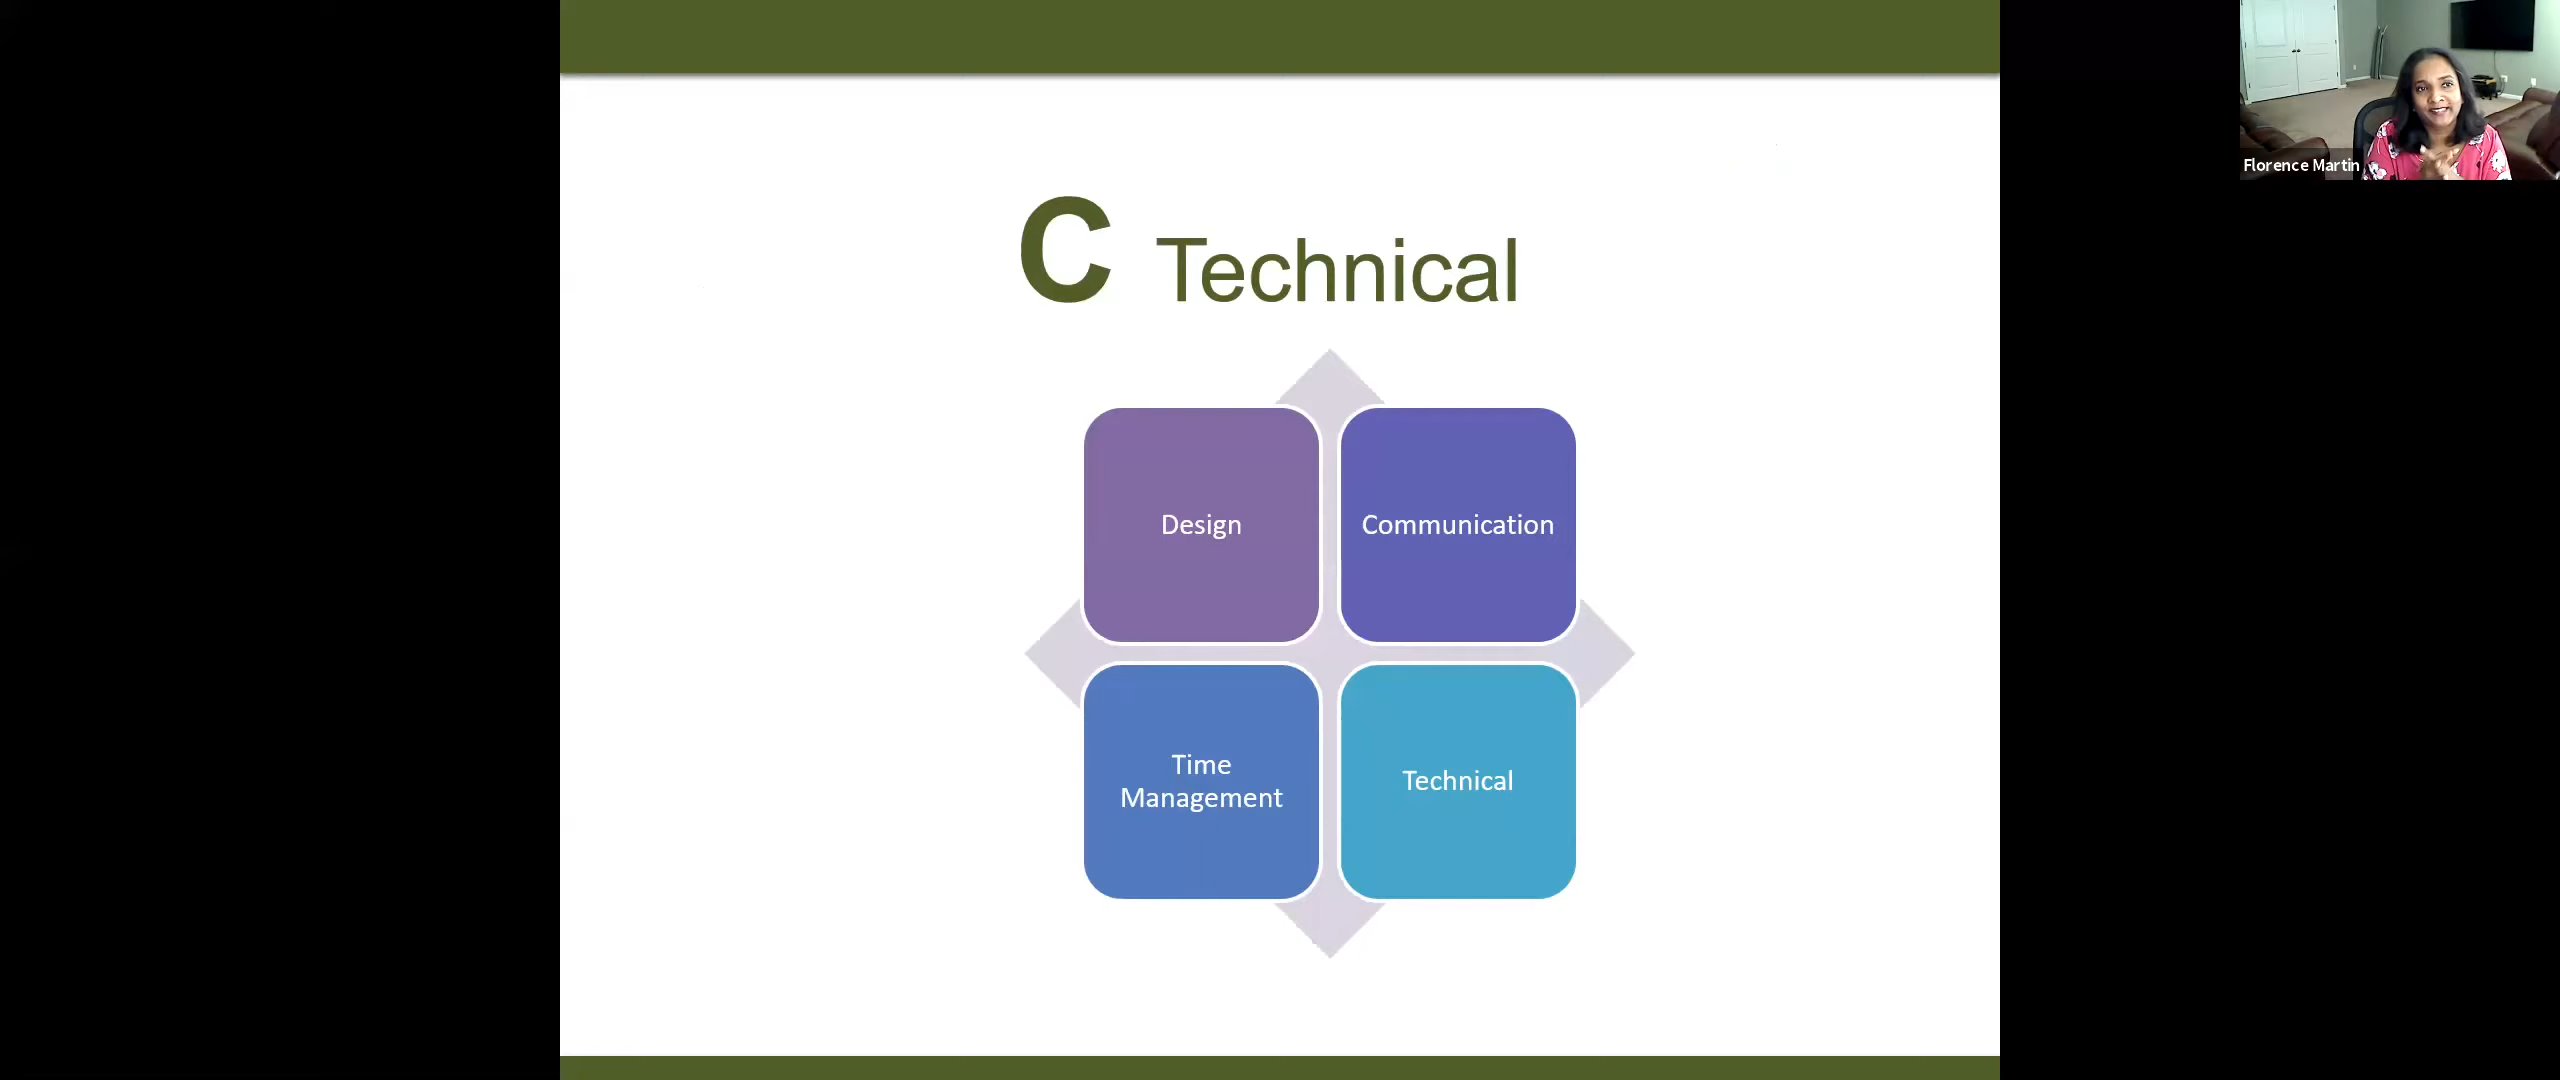 C Technical
Design
Communication
Time
Management
Technical
Florence Martin